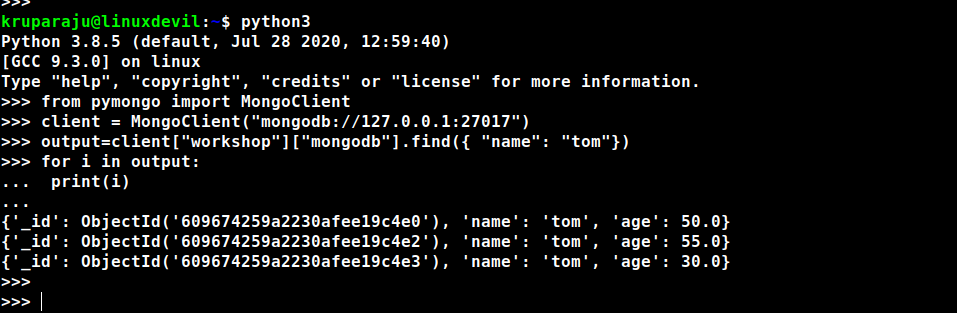 >>>
kruparaju@linuxdevil:~$ python3
Python 3.8.5 (default, Jul 28 2020, 12:59:40)
[GCC 9.3.0] on linux
Type "help", "copyright", "credits" or "license" for more information.
>>> from pymongo import MongoClient
>>> client = MongoClient("mongodb://127.0.0.1:27017")
>>> output=client["workshop"]["mongodb"].find({ "name": "tom"})
>>> for i in output:
...  print(i)
...
{'_id': ObjectId('609674259a2230afee19c4e0'), 'name': 'tom', 'age': 50.0}
{'_id': ObjectId('609674259a2230afee19c4e2'), 'name': 'tom', 'age': 55.0}
{'_id': ObjectId('609674259a2230afee19c4e3'), 'name': 'tom', 'age': 30.0}
>>>
>>>